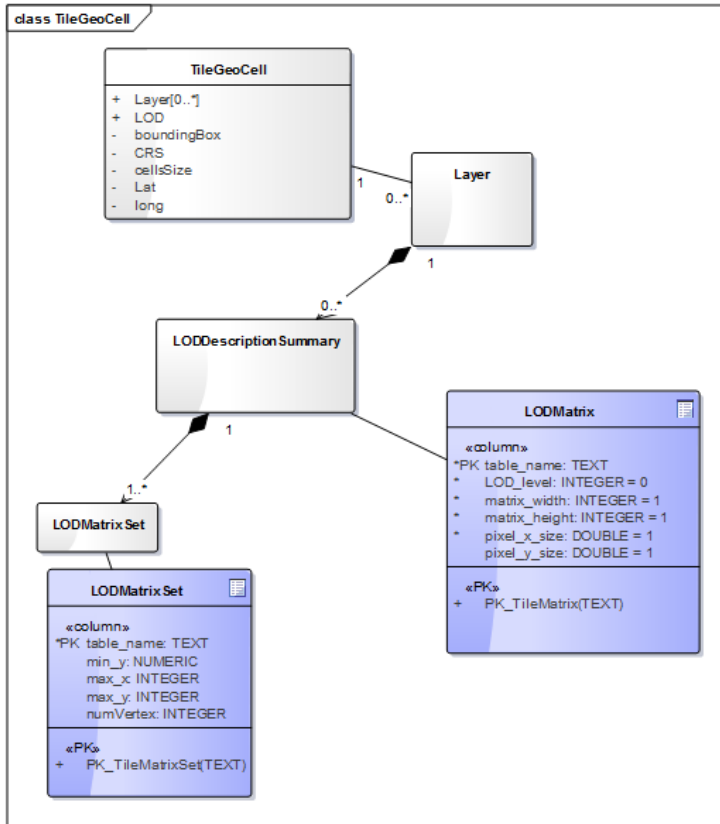 class TileGeoCell
TileGeoCell
+ Layer[0..*]
+ LOD
- boundingBox
- CRS
- cellsSize
- Lat
- long
1
0..*
Layer
1
0..*
LODDescriptionSummary
1
1..*
LODMatrixSet
LODMatrix
«column»
*PK table_name: TEXT
* LOD_level: INTEGER = 0
* matrix_width: INTEGER = 1
* matrix_height: INTEGER = 1
* pixel_x_size: DOUBLE = 1
pixel_y_size: DOUBLE = 1
«PK»
+ PK_TileMatrix(TEXT)
LODMatrixSet
«column»
*PK table_name: TEXT
min_y: NUMERIC
max_x: INTEGER
max_y: INTEGER
numVertex: INTEGER
«PK»
+ PK_TileMatrixSet(TEXT)